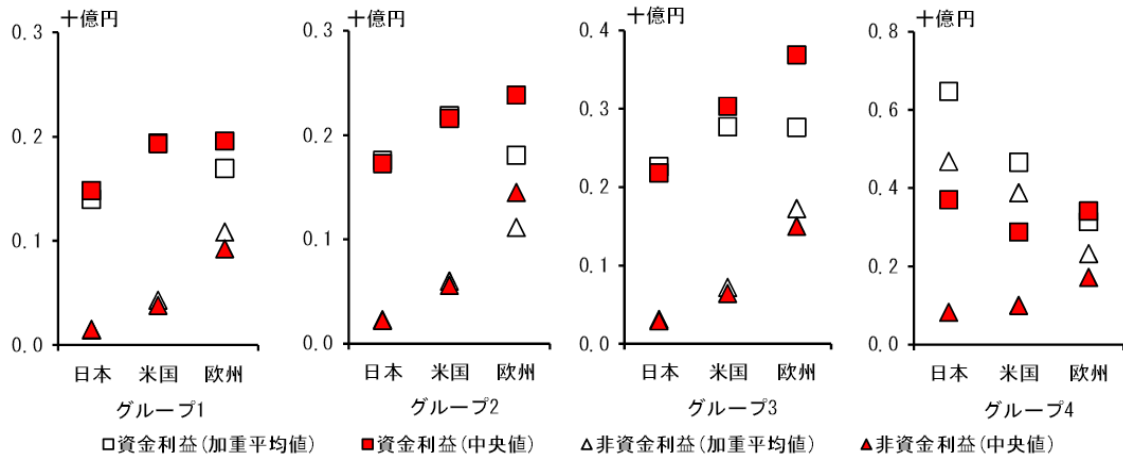 十億円
0.3
0.2
0.1
0.0
日本 米国 欧州
グループ1
十億円
0.3
0.2
0.1
0.0
日本 米国 欧州
グループ2
十億円
0.4
0.3
0.2
0.1
0.0
日本 米国 欧州
グループ3
十億円
0.8
0.6
0.4
0.2
0.0
日本 米国 欧州
グループ4
資金利益(加重平均値) 資金利益(中央値) 非資金利益(加重平均値) 非資金利益(中央値)